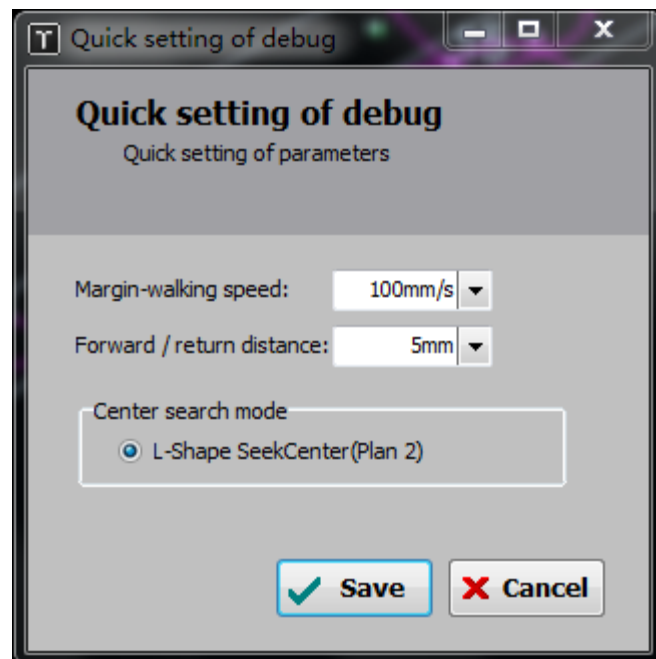 Quick setting of debug
Quick setting of debug
Quick setting of parameters
Margin-walking speed: 100mm/s
Forward / return distance: 5mm
Center search mode
L-Shape SeekCenter(Plan 2)
Save Cancel